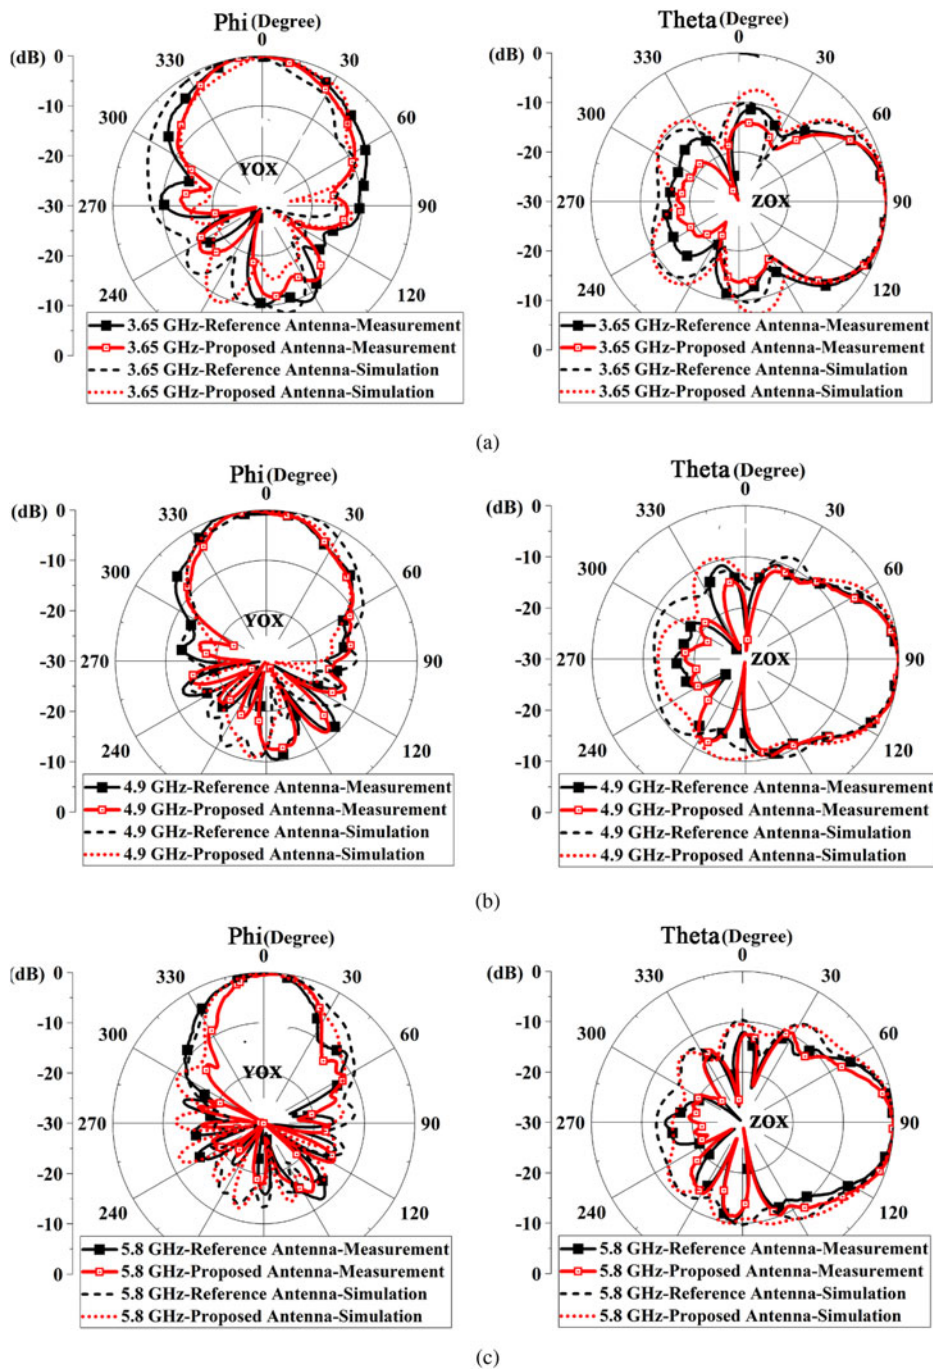 Phi (Degree)
0
(dB) 0 330 30
-10
300 60
-20
YOX
-30 270 90
-20
240 120
-10
0
3.65 GHz-Reference Antenna-Measurement
3.65 GHz-Proposed Antenna-Measurement
3.65 GHz-Reference Antenna-Simulation
3.65 GHz-Proposed Antenna-Simulation
Theta (Degree)
0
(dB) 0 330 30
-10
300 60
-20
ZOX
-30 270 90
-20
240 120
-10
0
3.65 GHz-Reference Antenna-Measurement
3.65 GHz-Proposed Antenna-Measurement
3.65 GHz-Reference Antenna-Simulation
3.65 GHz-Proposed Antenna-Simulation
(a)
Phi (Degree)
0
(dB) 0 330 30
-10
300 60
-20
YOX
-30 270 90
-20
240 120
-10
0
4.9 GHz-Reference Antenna-Measurement
4.9 GHz-Proposed Antenna-Measurement
4.9 GHz-Reference Antenna-Simulation
4.9 GHz-Proposed Antenna-Simulation
Theta (Degree)
0
(dB) 0 330 30
-10
300 60
-20
ZOX
-30 270 90
-20
240 120
-10
0
4.9 GHz-Reference Antenna-Measurement
4.9 GHz-Proposed Antenna-Measurement
4.9 GHz-Reference Antenna-Simulation
4.9 GHz-Proposed Antenna-Simulation
(b)
Phi (Degree)
0
(dB) 0 330 30
-10
300 60
-20
YOX
-30 270 90
-20
240 120
-10
0
5.8 GHz-Reference Antenna-Measurement
5.8 GHz-Proposed Antenna-Measurement
5.8 GHz-Reference Antenna-Simulation
5.8 GHz-Proposed Antenna-Simulation
Theta (Degree)
0
(dB) 0 330 30
-10
300 60
-20
ZOX
-30 270 90
-20
240 120
-10
0
5.8 GHz-Reference Antenna-Measurement
5.8 GHz-Proposed Antenna-Measurement
5.8 GHz-Reference Antenna-Simulation
5.8 GHz-Proposed Antenna-Simulation
(c)